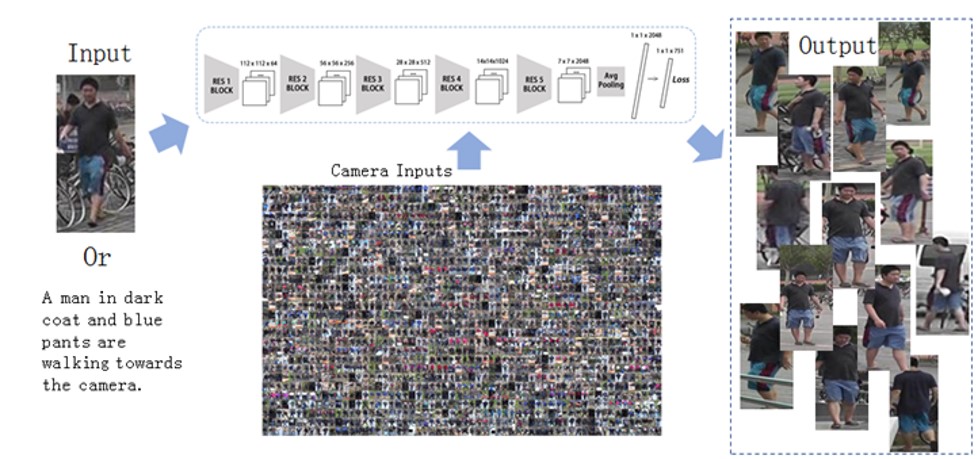 Input
Or
A man in dark
coat and blue
pants are
walking towards
the camera.
RES 1
BLOCK
112 x 112 x 64
RES 2
BLOCK
56 x 56 x 256
RES 3
BLOCK
28 x 28 x 512
RES 4
BLOCK
14x14x1024
RES 5
BLOCK
7 x 7 x 2048
Avg
Pooling
1 x 1 x 2048
1 x 1 x 751
Loss
Camera Inputs
Output